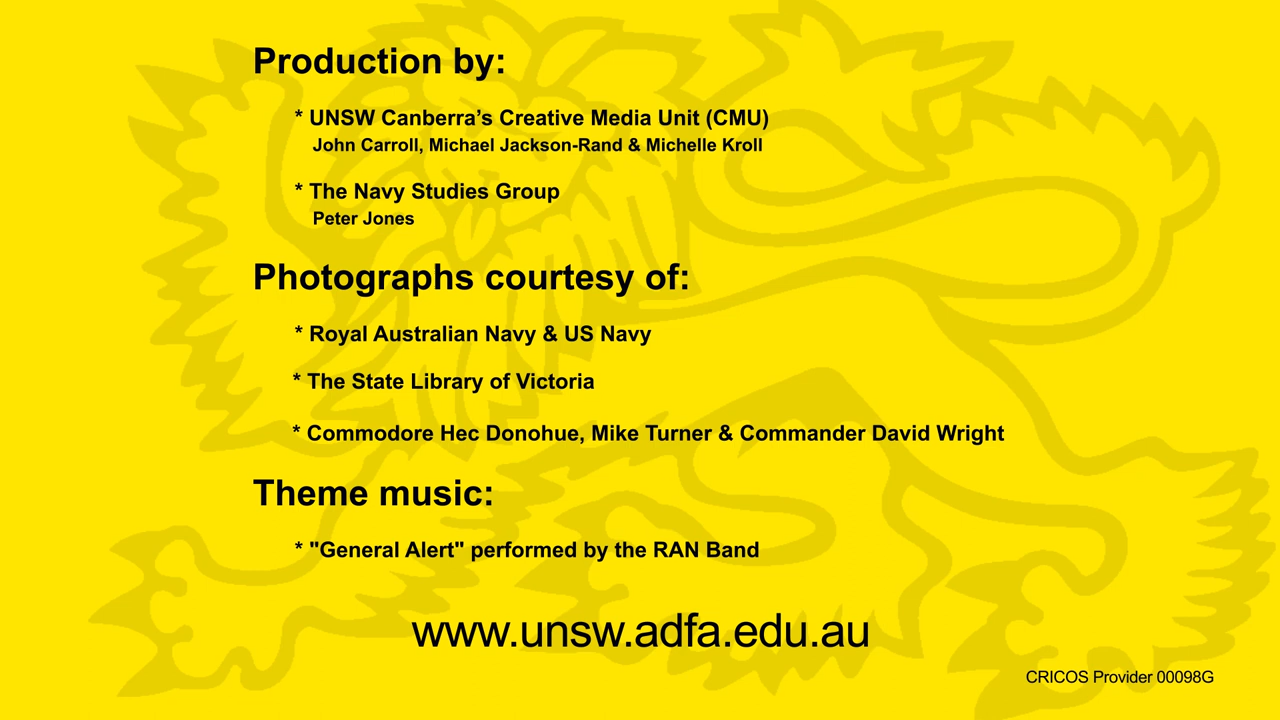 Production by:
* UNSW Canberra’s Creative Media Unit (CMU)
John Carroll, Michael Jackson-Rand & Michelle Kroll
* The Navy Studies Group
Peter Jones
Photographs courtesy of:
* Royal Australian Navy & US Navy
* The State Library of Victoria
* Commodore Hec Donohue, Mike Turner & Commander David Wright
Theme music:
* "General Alert" performed by the RAN Band
www.unsw.adfa.edu.au
CRICOS Provider 00098G